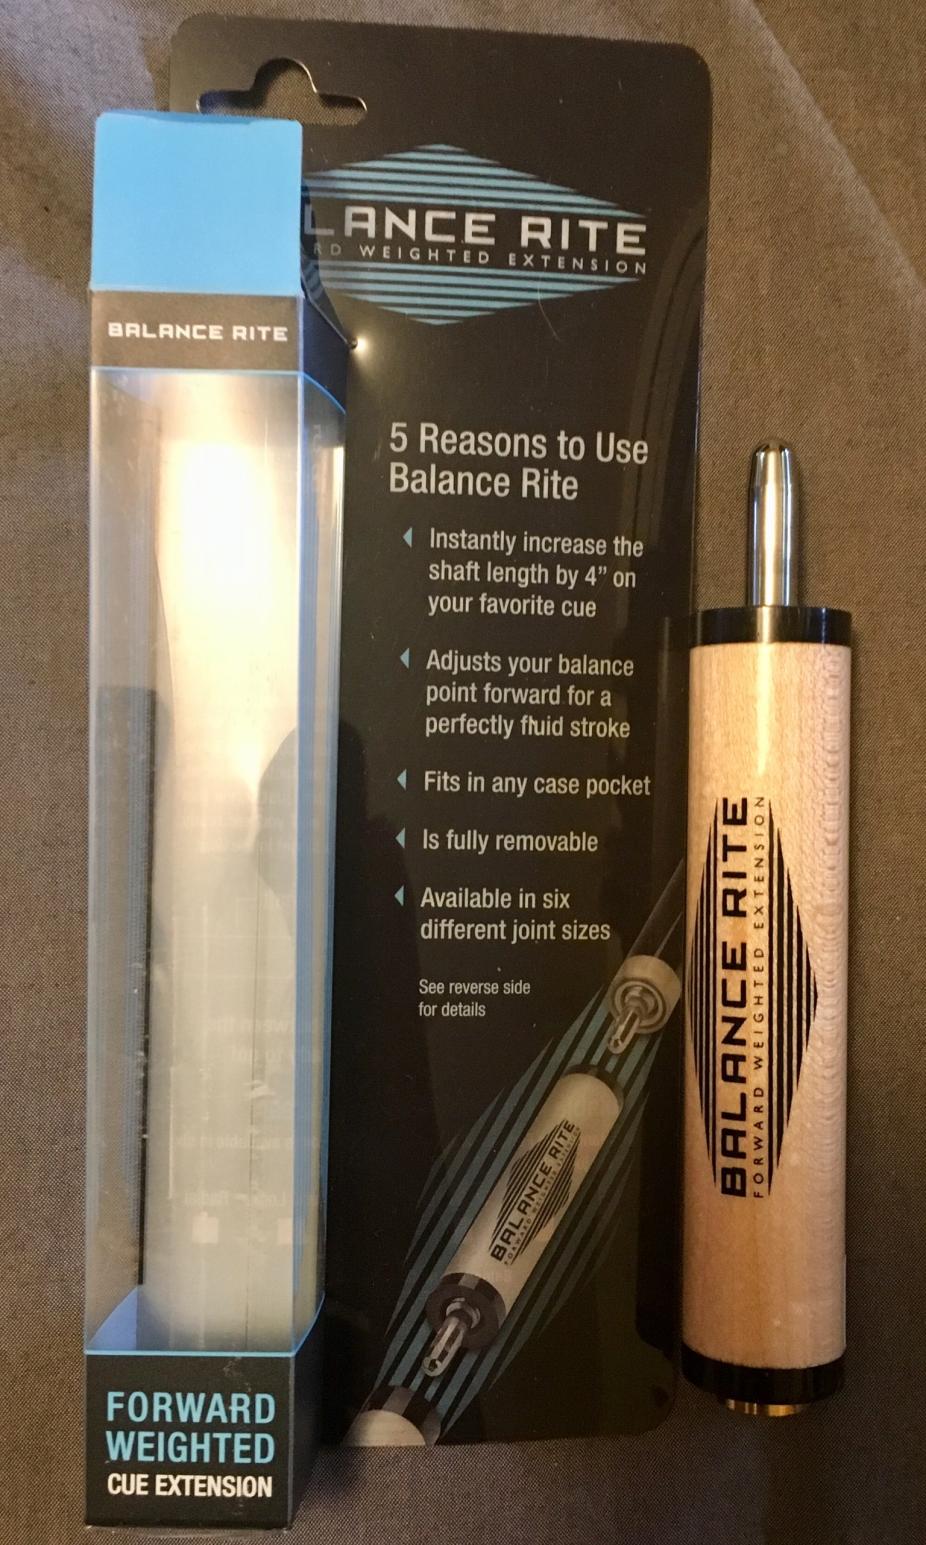 LANCE RITE
RD WEIGHTED EXTENSION
BALANCE RITE
5 Reasons to Use
Balance Rite
Instantly increase the
shaft length by 4" on
your favorite cue
Adjusts your balance
point forward for a
perfectly fluid stroke
Fits in any case pocket
Is fully removable
Available in six
different joint sizes
See reverse side
for details
BALANCE RITE
FORWARD WEIGHTED EXTENSION
BALANCE RITE
FORWARD WEIGHTED EXTENSION
FORWARD
WEIGHTED
CUE EXTENSION